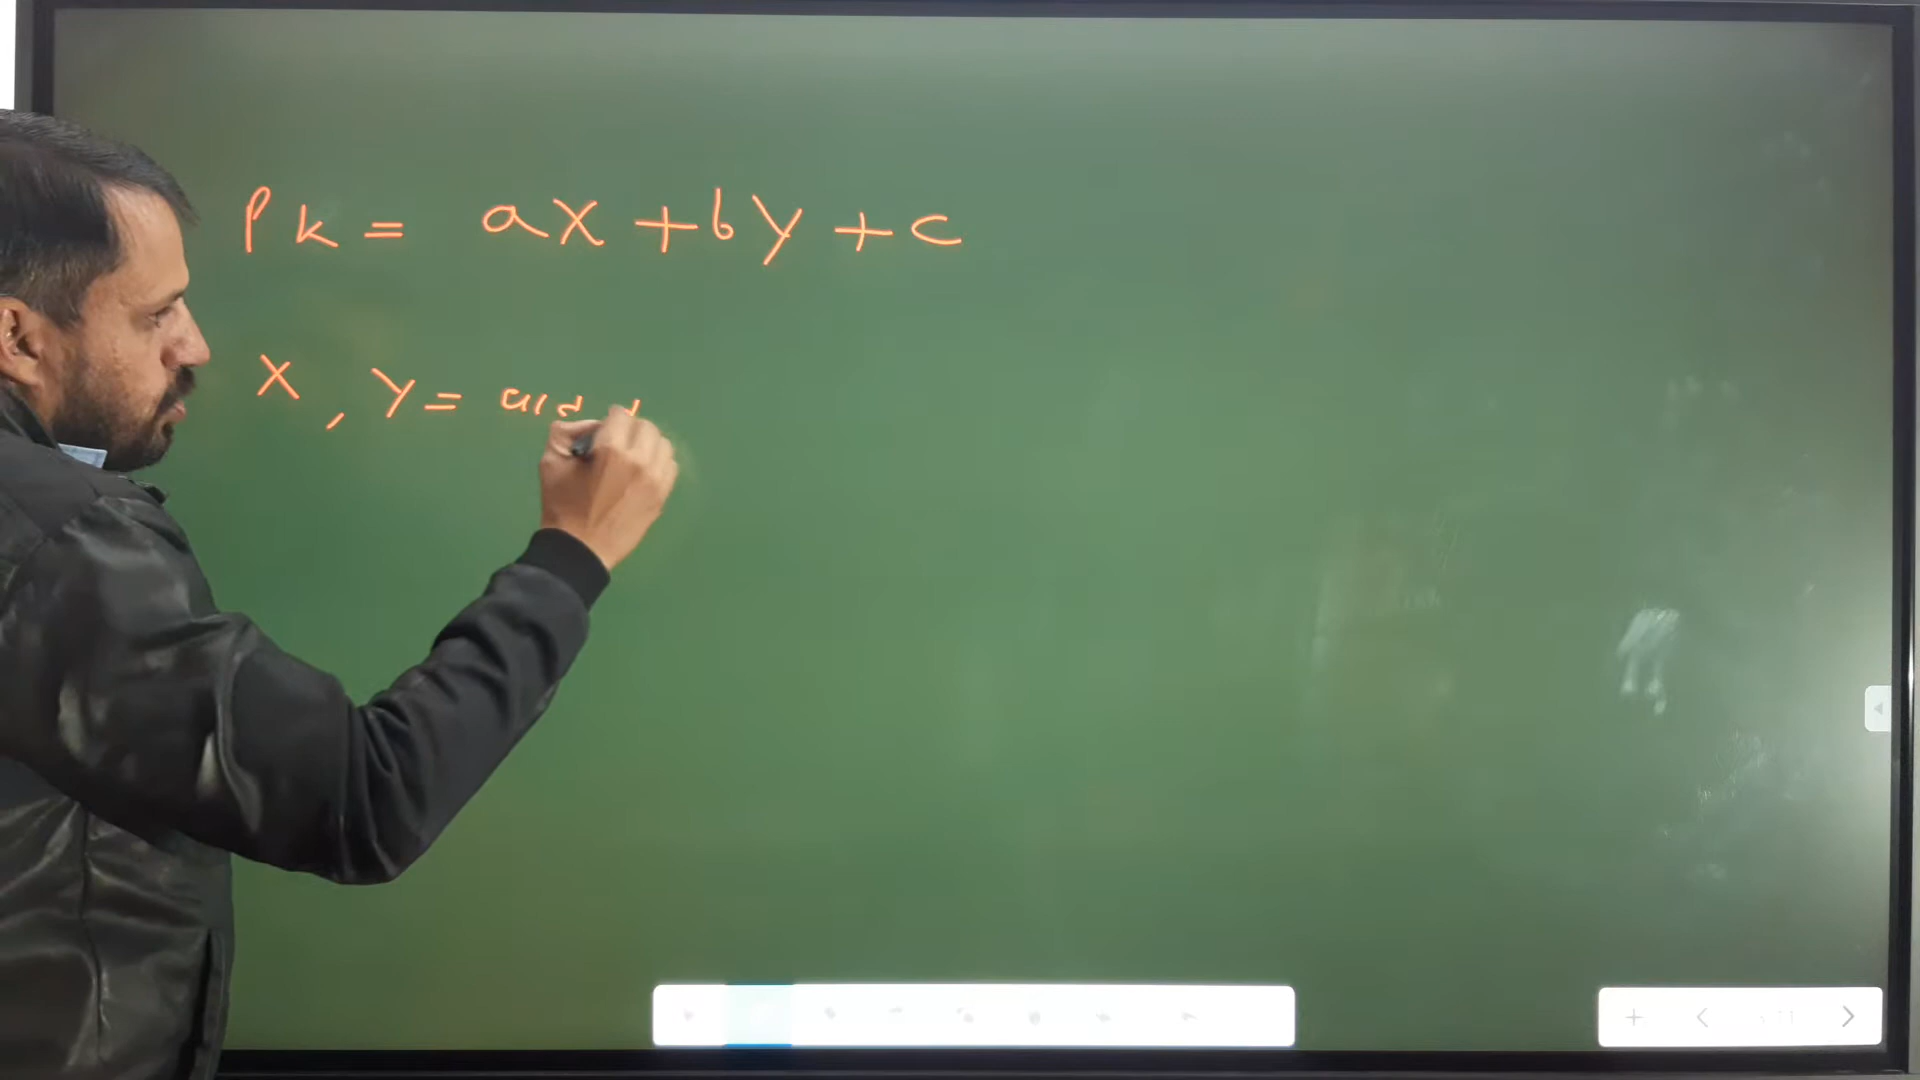 Pk = ax + by + c
x, y =